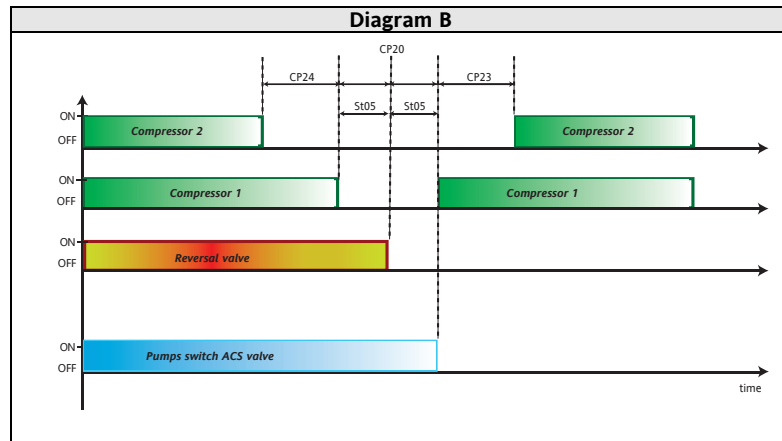 Diagram B
CP20
CP24
CP23
St05 St05
ON
OFF
Compressor 2
Compressor 2
ON
OFF
Compressor 1
Compressor 1
ON
OFF
Reversal valve
ON
OFF
Pumps switch ACS valve
time